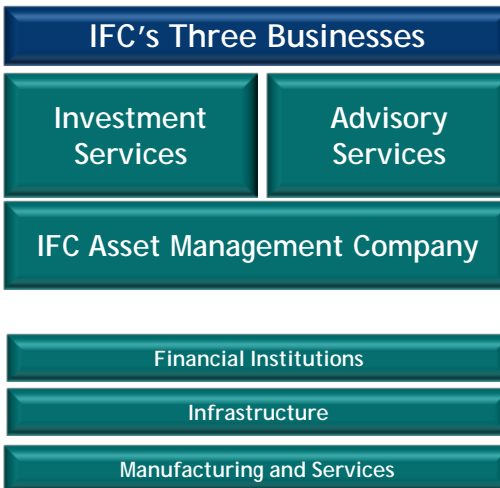 IFC's Three Businesses
Investment
Services
Advisory
Services
IFC Asset Management Company
Financial Institutions
Infrastructure
Manufacturing and Services